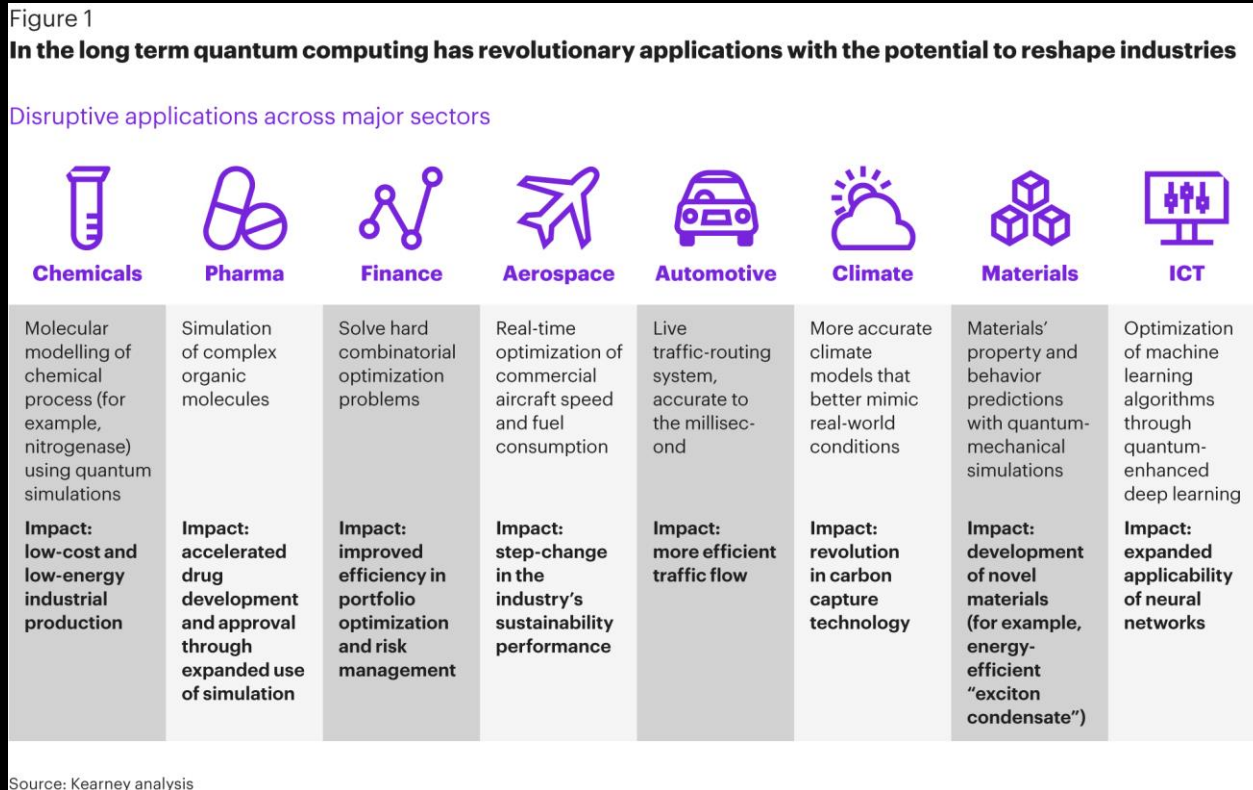 Figure 1
In the long term quantum computing has revolutionary applications with the potential to reshape industries
Disruptive applications across major sectors
Chemicals
Molecular
modelling of
chemical
process (for
example,
nitrogenase)
using quantum
simulations
Impact:
low-cost and
low-energy
industrial
production
Pharma
Simulation
of complex
organic
molecules
Impact:
accelerated
drug
development
and approval
through
expanded use
of simulation
Finance
Solve hard
combinatorial
optimization
problems
Impact:
improved
efficiency in
portfolio
optimization
and risk
management
Aerospace
Real-time
optimization of
commercial
aircraft speed
and fuel
consumption
Impact:
step-change
in the
industry's
sustainability
performance
Automotive
Live
traffic-routing
system,
accurate to
the millisec-
ond
Impact:
more efficient
traffic flow
Climate
More accurate
climate
models that
better mimic
real-world
conditions
Impact:
revolution
in carbon
capture
technology
Materials
Materials'
property and
behavior
predictions
with quantum-
mechanical
simulations
Impact:
development
of novel
materials
(for example,
energy-
efficient
“exciton
condensate”)
ICT
Optimization
of machine
learning
algorithms
through
quantum-
enhanced
deep learning
Impact:
expanded
applicability
of neural
networks
Source: Kearney analysis